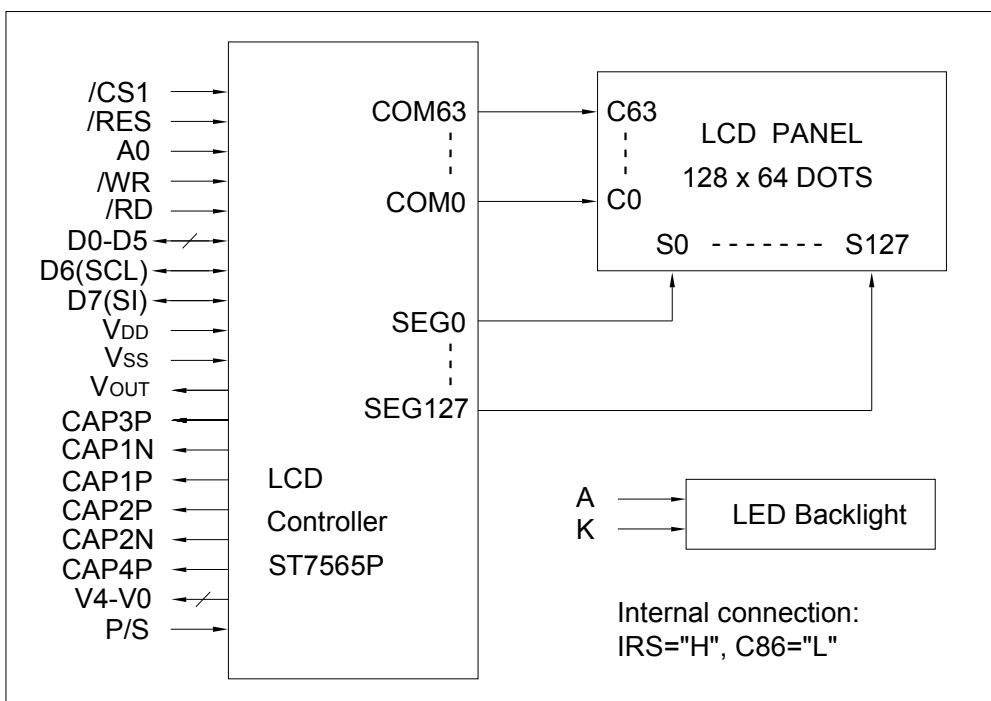 /CS1
/RES
A0
/WR
/RD
D0-D5
D6(SCL)
D7(SI)
VDD
VSS
VOUT
CAP3P
CAP1N
CAP1P
CAP2P
CAP2N
CAP4P
V4-V0
P/S
COM63
COM0
SEG0
SEG127
LCD
Controller
ST7565P
C63
LCD PANEL
128 x 64 DOTS
C0
S0 ------- S127
A
K
LED Backlight
Internal connection:
IRS="H", C86="L"